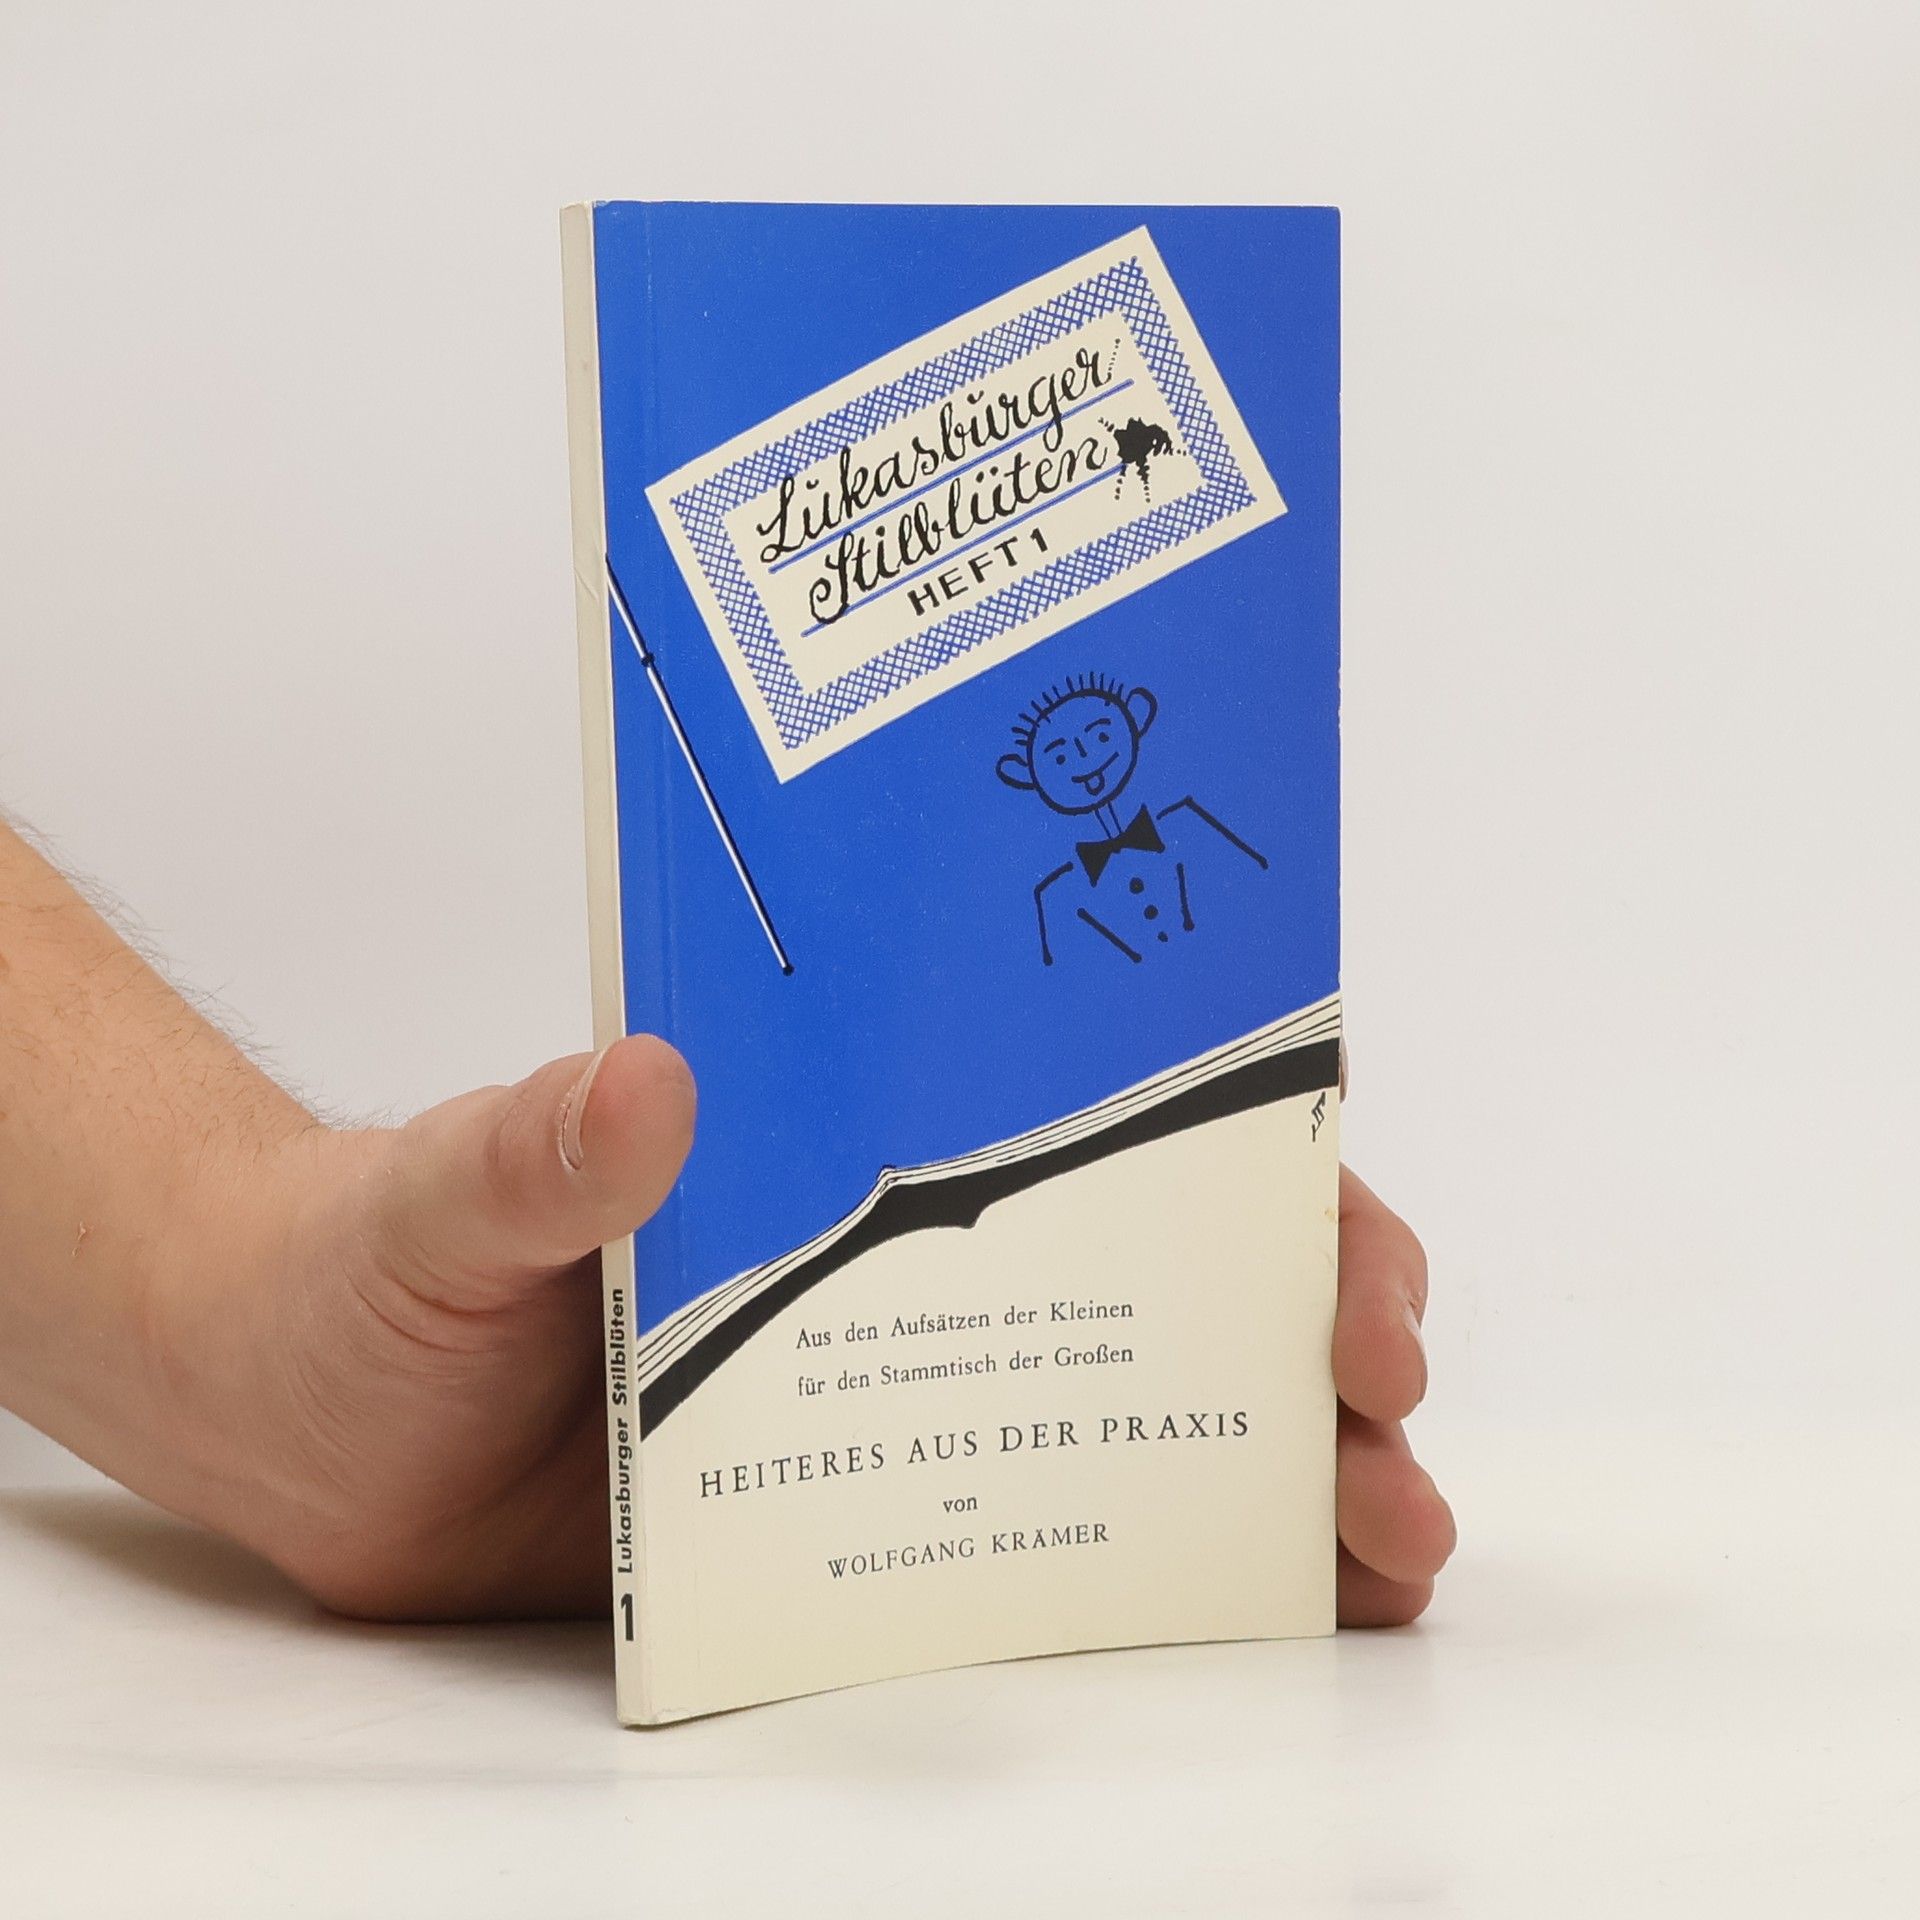 Lukasburger
Stilblüten
HEFT 1
Aus den Aufsätzen der Kleinen
für den Stammtisch der Großen
HEITERES AUS DER PRAXIS
von
WOLFGANG KRÄMER
1 Lukasburger Stilblüten